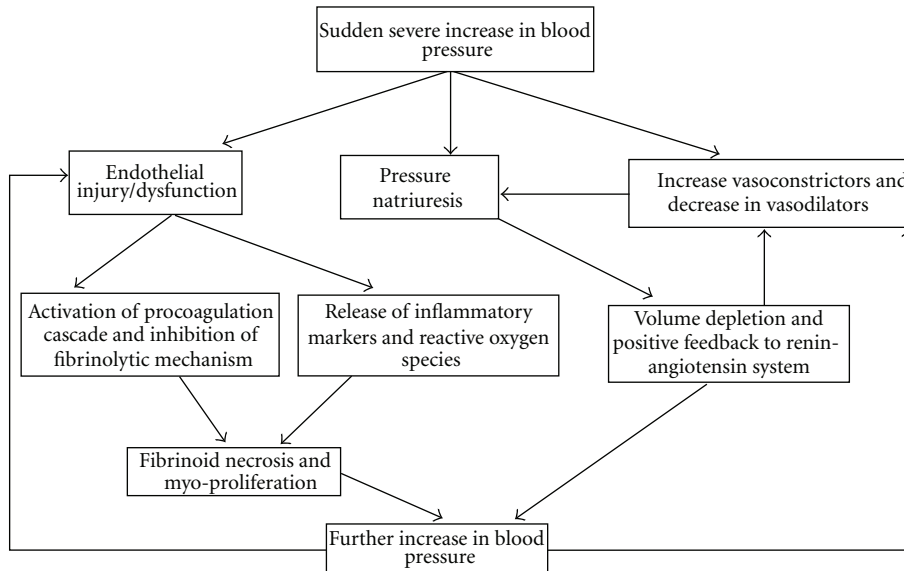 Sudden severe increase in blood
pressure
Endothelial
injury/dysfunction
Pressure
natriuresis
Increase vasoconstrictors and
decrease in vasodilators
Activation of procoagulation
cascade and inhibition of
fibrinolytic mechanism
Release of inflammatory
markers and reactive oxygen
species
Volume depletion and
positive feedback to renin-
angiotensin system
Fibrinoid necrosis and
myo-proliferation
Further increase in blood
pressure